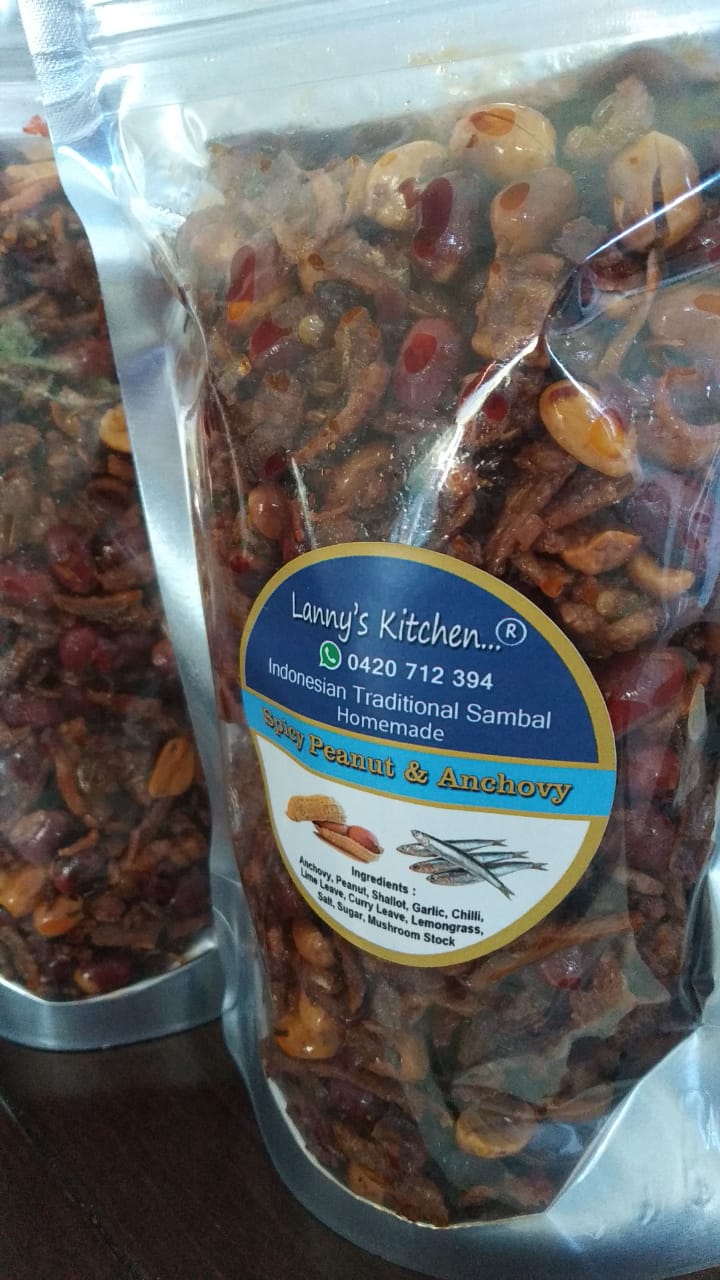 Lanny's Kitchen...®
0420 712 394
Indonesian Traditional Sambal
Homemade
Spicy Peanut & Anchovy
Ingredients :
Anchovy, Peanut, Shallot, Garlic, Chilli,
Lime Leave, Curry Leave, Lemongrass,
Salt, Sugar, Mushroom Stock